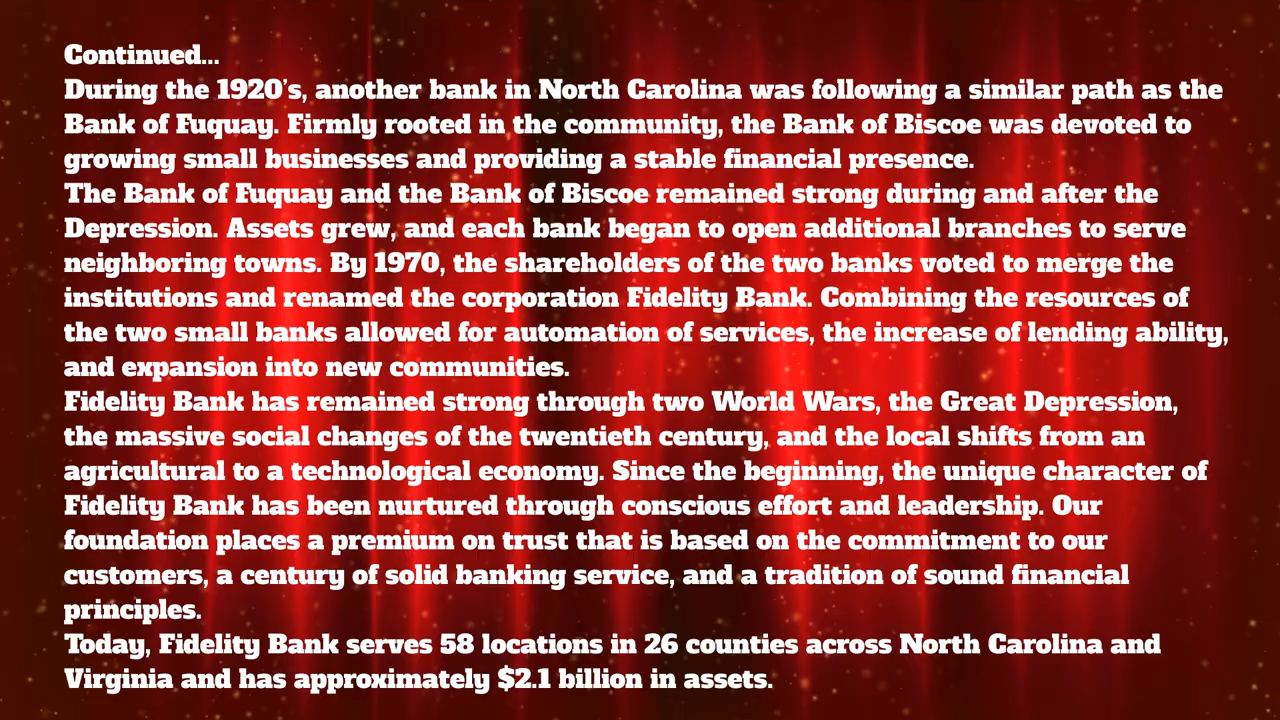 Continued...
During the 1920's, another bank in North Carolina was following a similar path as the
Bank of Fuquay. Firmly rooted in the community, the Bank of Biscoe was devoted to
growing small businesses and providing a stable financial presence.
The Bank of Fuquay and the Bank of Biscoe remained strong during and after the
Depression. Assets grew, and each bank began to open additional branches to serve
neighboring towns. By 1970, the shareholders of the two banks voted to merge the
institutions and renamed the corporation Fidelity Bank. Combining the resources of
the two small banks allowed for automation of services, the increase of lending ability,
and expansion into new communities.
Fidelity Bank has remained strong through two World Wars, the Great Depression,
the massive social changes of the twentieth century, and the local shifts from an
agricultural to a technological economy. Since the beginning, the unique character of
Fidelity Bank has been nurtured through conscious effort and leadership. Our
foundation places a premium on trust that is based on the commitment to our
customers, a century of solid banking service, and a tradition of sound financial
principles.
Today, Fidelity Bank serves 58 locations in 26 counties across North Carolina and
Virginia and has approximately $2.1 billion in assets.